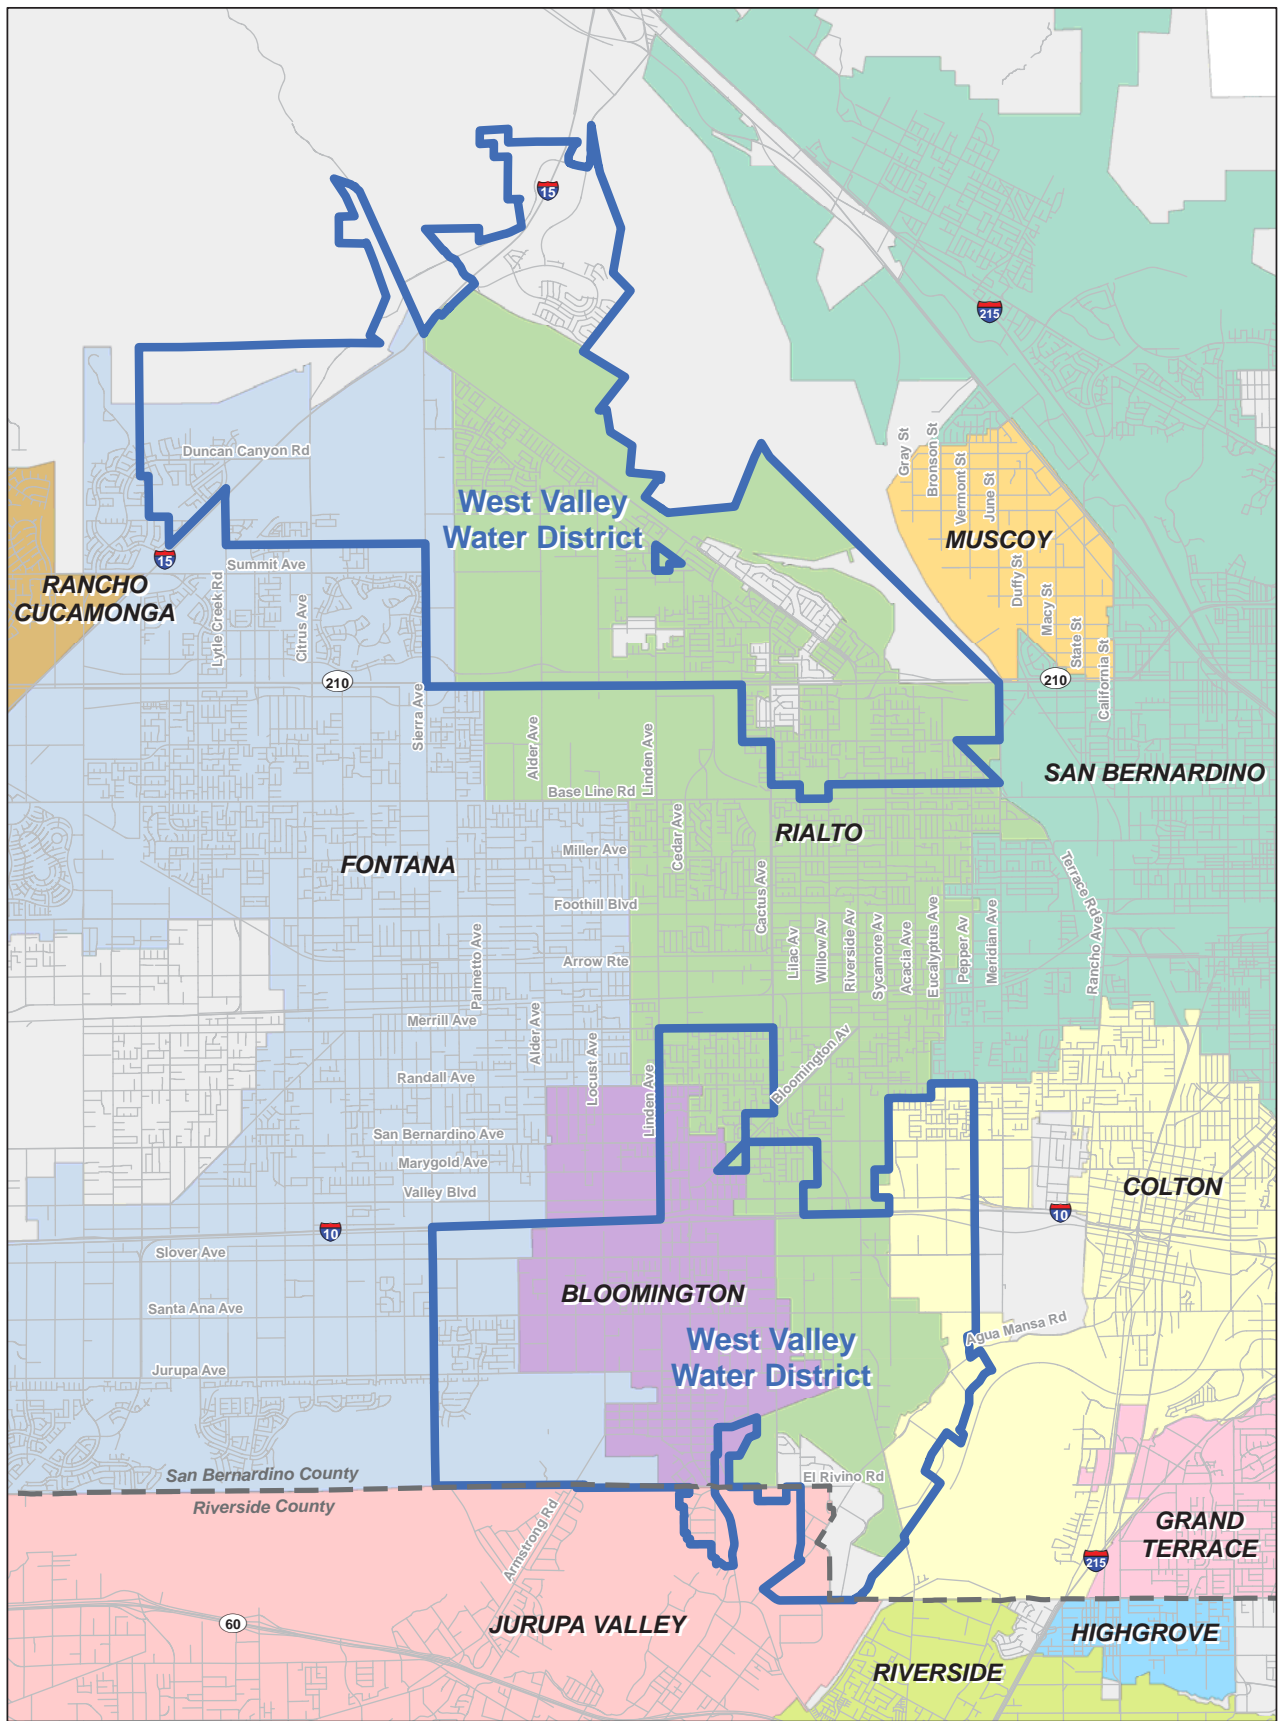 15
215
Duncan Canyon Rd
Gray St
Bronson St
Vermont St
June St
West Valley
Water District
MUSCOY
15
Summit Ave
RANCHO
CUCAMONGA
Lytle Creek Rd
Citrus Ave
Duffy St
Macy St
State St
California St
210
210
Sierra Ave
Alder Ave
Linden Ave
SAN BERNARDINO
Base Line Rd
RIALTO
Cedar Ave
Miller Ave
FONTANA
Cactus Ave
Terrace Rd
Foothill Blvd
Palmetto Ave
Lilac Av
Willow Av
Riverside Av
Sycamore Av
Acacia Ave
Eucalyptus Ave
Pepper Av
Meridian Ave
Rancho Ave
Arrow Rte
Merrill Ave
Alder Ave
Locust Ave
Linden Ave
Bloomington Av
Randall Ave
San Bernardino Ave
Marygold Ave
Valley Blvd
COLTON
10
10
Slover Ave
BLOOMINGTON
Santa Ana Ave
Agua Mansa Rd
West Valley
Water District
Jurupa Ave
San Bernardino County
El Rivino Rd
Riverside County
Armstrong Rd
GRAND
TERRACE
215
60
JURUPA VALLEY
HIGHGROVE
RIVERSIDE